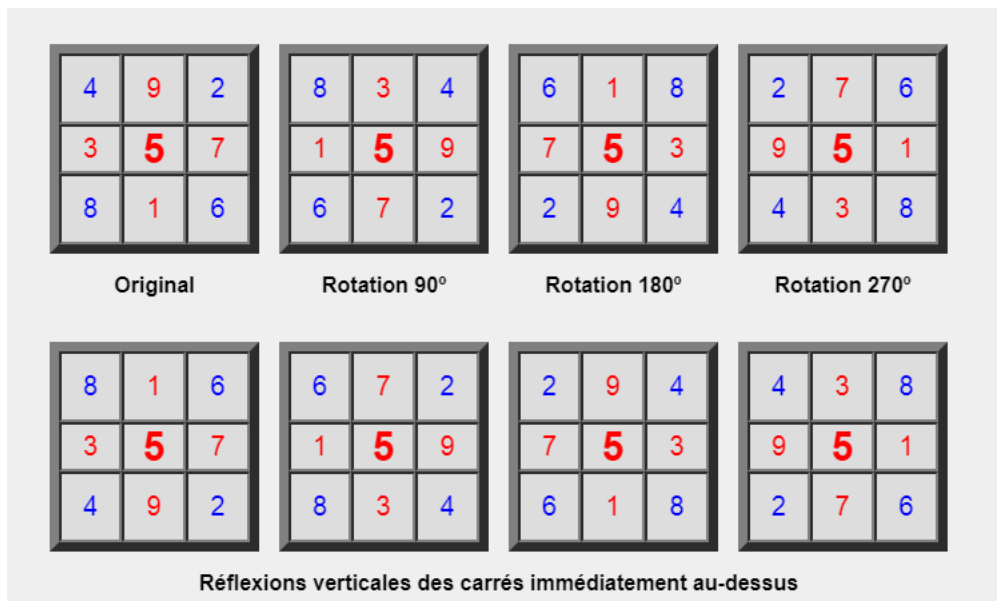 4 9 2 8 3 4 6 1 8 2 7 6
3 5 7 1 5 9 7 5 3 9 5 1
8 1 6 6 7 2 2 9 4 4 3 8
Original Rotation 90º Rotation 180º Rotation 270º
8 1 6 6 7 2 2 9 4 4 3 8
3 5 7 1 5 9 7 5 3 9 5 1
4 9 2 8 3 4 6 1 8 2 7 6
Réflexions verticales des carrés immédiatement au-dessus